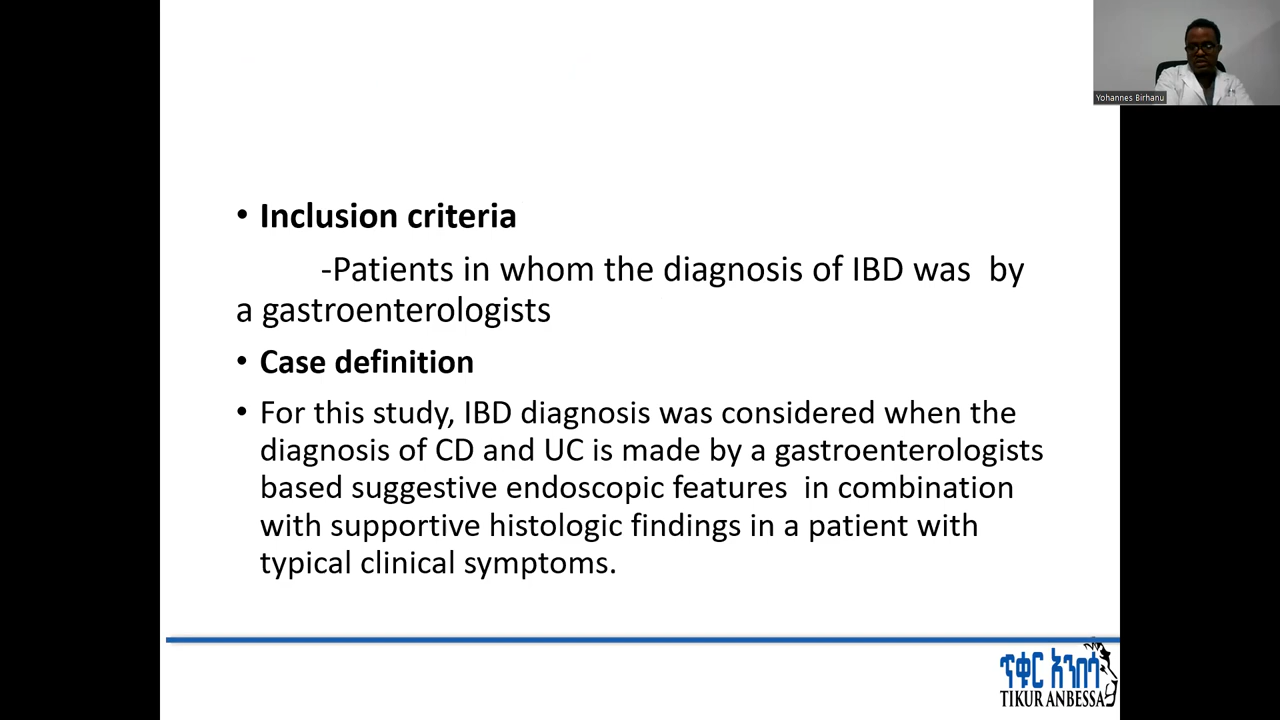 Yohannes Birhanu
• Inclusion criteria
-Patients in whom the diagnosis of IBD was  by
a gastroenterologists
• Case definition
• For this study, IBD diagnosis was considered when the
diagnosis of CD and UC is made by a gastroenterologists
based suggestive endoscopic features  in combination
with supportive histologic findings in a patient with
typical clinical symptoms.
ጥቁር አንበሳ
TIKUR ANBESSA